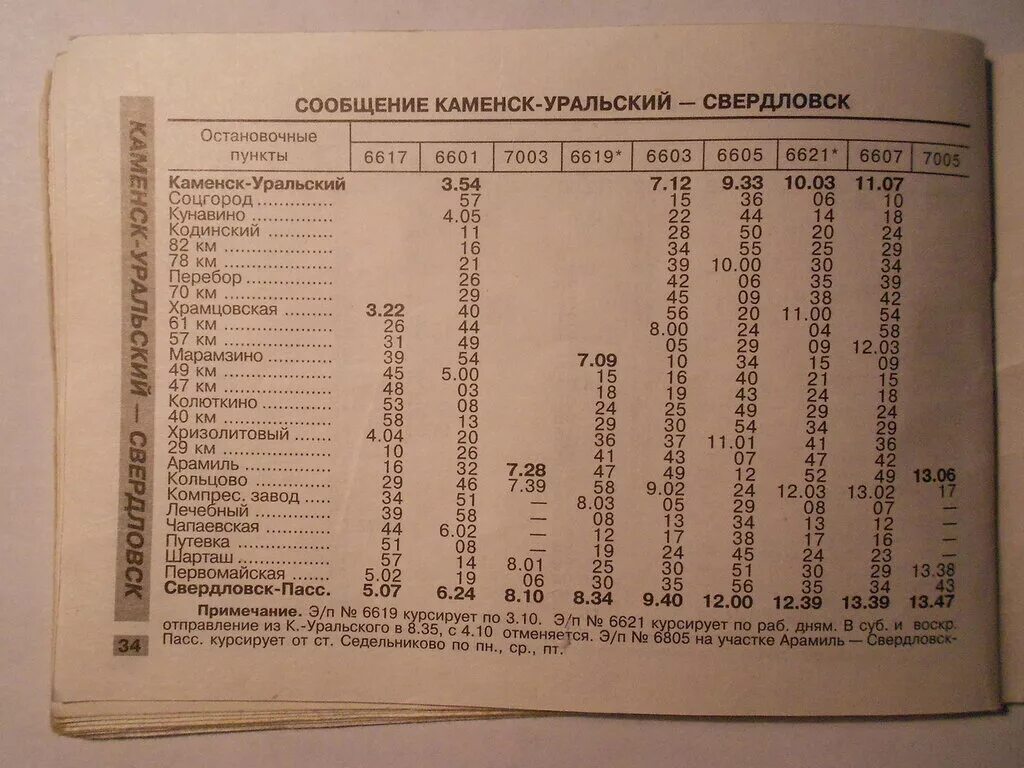 СООБЩЕНИЕ КАМЕНСК-УРАЛЬСКИЙ — СВЕРДЛОВСК
Остановочные
пункты 6617 6601 7003 6619* 6603 6605 6621* 6607 7005
Каменск-Уральский 3.54 7.12 9.33 10.03 11.07
Соцгород .............. 57 15 36 06 10
Кунавино .............. 4.05 22 44 14 18
Кодинский .............. 11 28 50 20 24
82 км .............. 16 34 55 25 29
78 км .............. 21 39 10.00 30 34
Перебор .............. 26 42 06 35 39
70 км .............. 29 45 09 38 42
Храмцовская .............. 3.22 40 56 20 11.00 54
61 км .............. 26 44 8.00 24 04 58
57 км .............. 31 49 05 29 09 12.03
Марамзино .............. 39 54 7.09 10 34 15 09
49 км .............. 45 5.00 15 16 40 21 15
47 км .............. 48 03 18 19 43 24 18
Колюткино .............. 53 08 24 25 49 29 24
40 км .............. 58 13 29 30 54 34 29
Хризолитовый .............. 4.04 20 36 37 11.01 41 36
29 км .............. 10 26 41 43 07 47 42
Арамиль .............. 16 32 7.28 47 49 12 52 49 13.06
Кольцово .............. 29 46 7.39 58 9.02 24 12.03 13.02 17
Компрес. завод ..... 34 51 — 8.03 05 29 08 07 —
Лечебный .............. 39 58 — 08 13 34 13 12 —
Чапаевская .............. 44 6.02 — 12 17 38 17 16 —
Путевка .............. 51 08 — 19 24 45 24 23 —
Шарташ .............. 57 14 8.01 25 30 51 30 29 13.38
Первомайская ....... 5.02 19 06 30 35 56 35 34 43
Свердловск-Пасс. 5.07 6.24 8.10 8.34 9.40 12.00 12.39 13.39 13.47
Примечание. Э/п № 6619 курсирует по 3.10. Э/п № 6621 курсирует по раб. дням. В суб. и воскр.
отправление из К.-Уральского в 8.35, с 4.10 отменяется. Э/п № 6805 на участке Арамиль — Свердловск-
Пасс. курсирует от ст. Седельниково по пн., ср., пт.
34
КАМЕНСК-УРАЛЬСКИЙ — СВЕРДЛОВСК